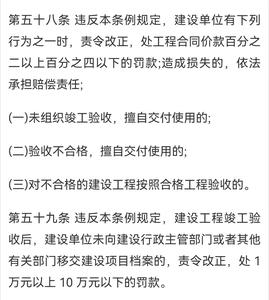 第五十八条 违反本条例规定，建设单位有下列
行为之一时，责令改正，处工程合同价款百分之
二以上百分之四以下的罚款;造成损失的，依法
承担赔偿责任;
(一)未组织竣工验收，擅自交付使用的;
(二)验收不合格，擅自交付使用的;
(三)对不合格的建设工程按照合格工程验收的。
第五十九条 违反本条例规定，建设工程竣工验
收后，建设单位未向建设行政主管部门或者其他
有关部门移交建设项目档案的，责令改正，处 1
万元以上 10 万元以下的罚款。